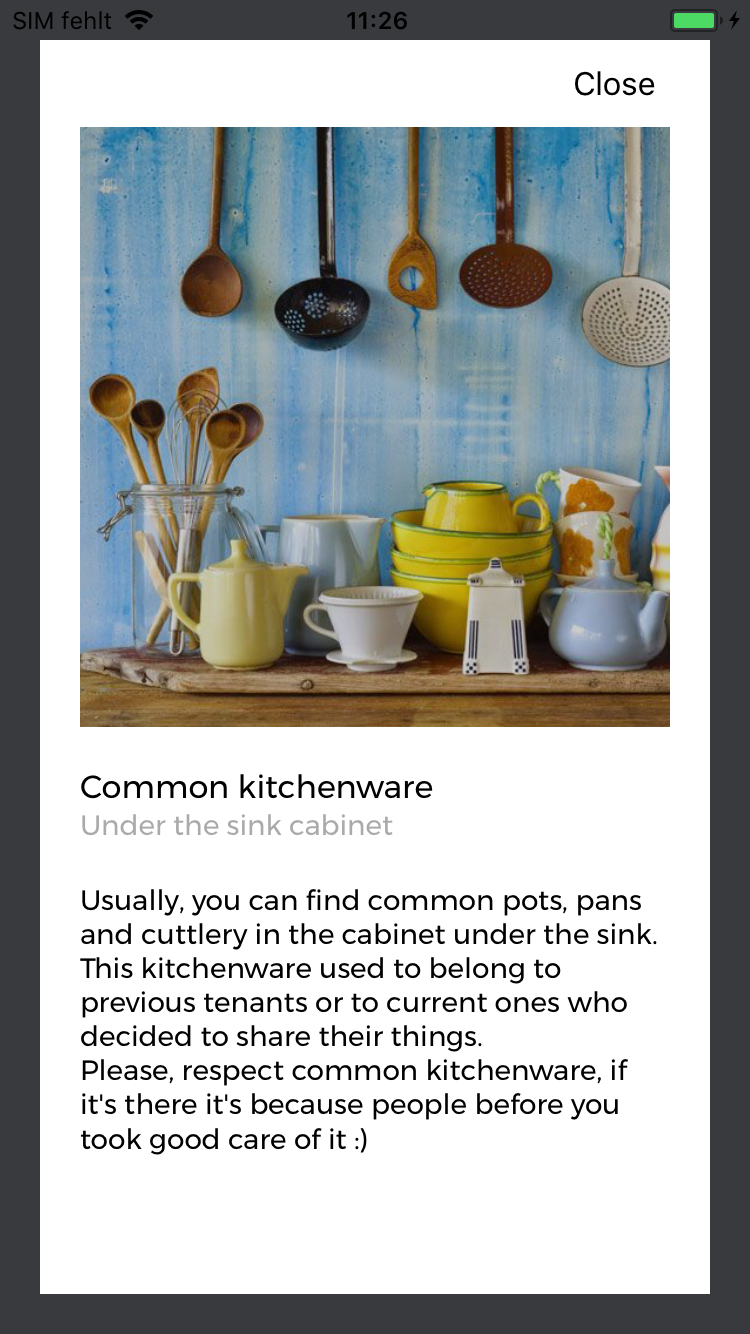 SIM fehlt
11:26
Close
Common kitchenware
Under the sink cabinet
Usually, you can find common pots, pans
and cuttlery in the cabinet under the sink.
This kitchenware used to belong to
previous tenants or to current ones who
decided to share their things.
Please, respect common kitchenware, if
it's there it's because people before you
took good care of it :)